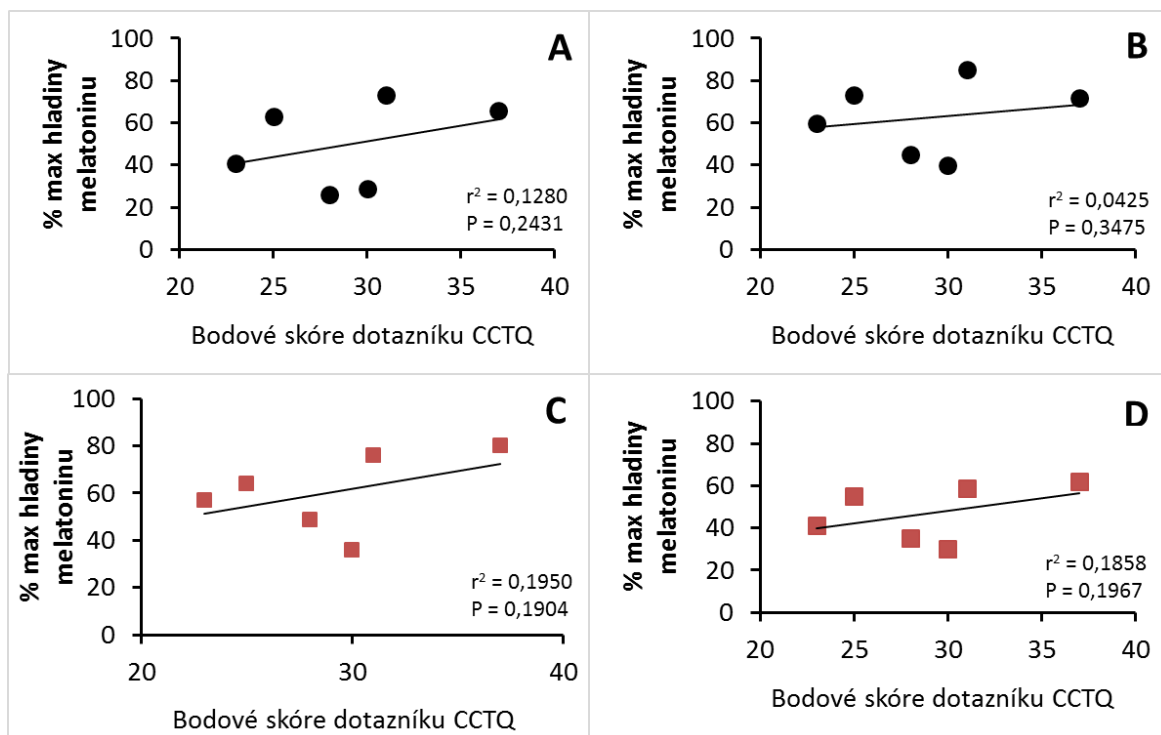 A
% max hladiny
melatoninu
100
80
60
40
20
0
r² = 0,1280
P = 0,2431
20 25 30 35 40
Bodové skóre dotazníku CCTQ
B
% max hladiny
melatoninu
100
80
60
40
20
0
r² = 0,0425
P = 0,3475
20 25 30 35 40
Bodové skóre dotazníku CCTQ
C
% max hladiny
melatoninu
100
80
60
40
20
0
r² = 0,1950
P = 0,1904
20 30 40
Bodové skóre dotazníku CCTQ
D
% max hladiny
melatoninu
100
80
60
40
20
0
r² = 0,1858
P = 0,1967
20 25 30 35 40
Bodové skóre dotazníku CCTQ